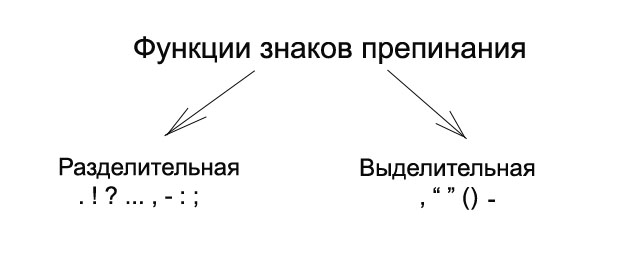 Функции знаков препинания
Разделительная
. ! ? ... , - : ;
Выделительная
, “ ” () -